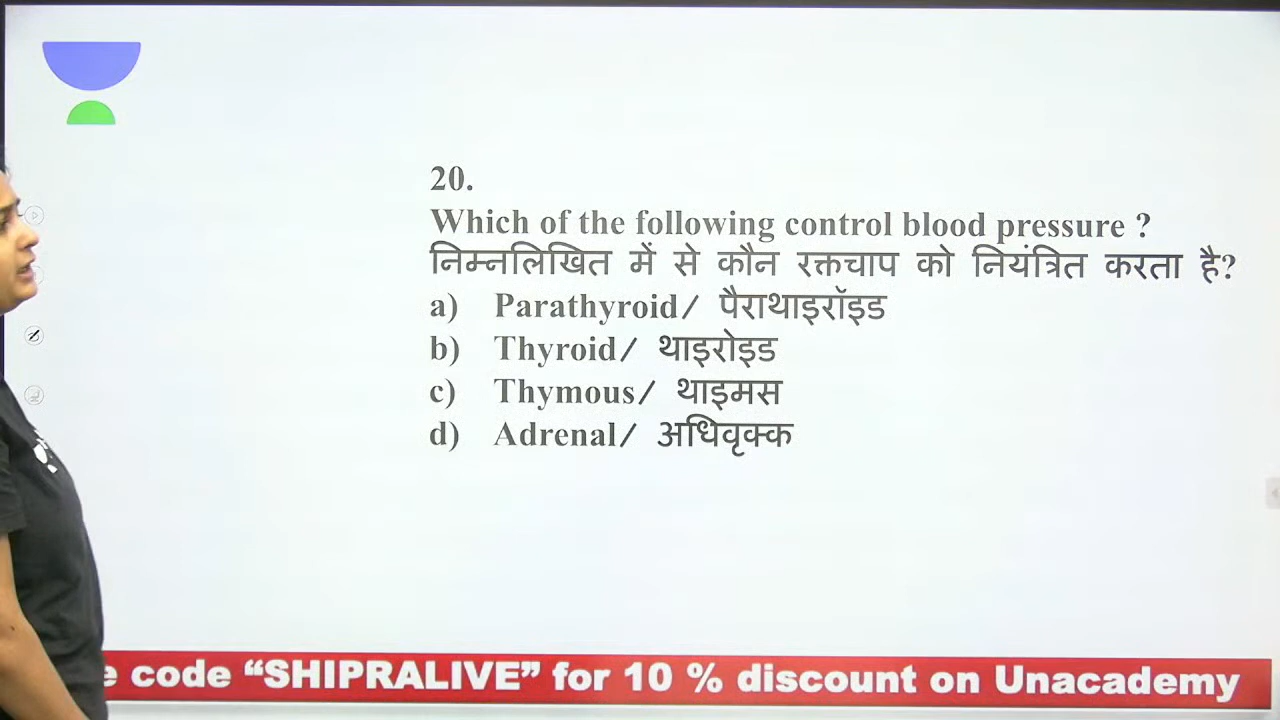 20.
Which of the following control blood pressure ?
निम्नलिखित में से कौन रक्तचाप को नियंत्रित करता है?
a) Parathyroid/ पैराथाइरॉइड
b) Thyroid/ थाइरोइड
c) Thymous/ थाइमस
d) Adrenal/ अधिवृक्क
code “SHIPRALIVE” for 10 % discount on Unacademy